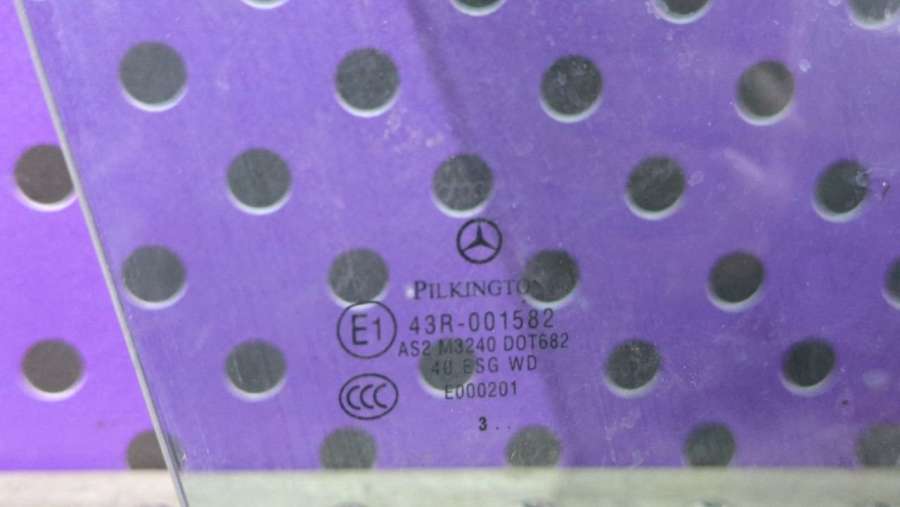 PILKINGTON
E1 43R-001582
AS2 M3240 DOT682
40 ESG WD
CCC E000201
3 ..